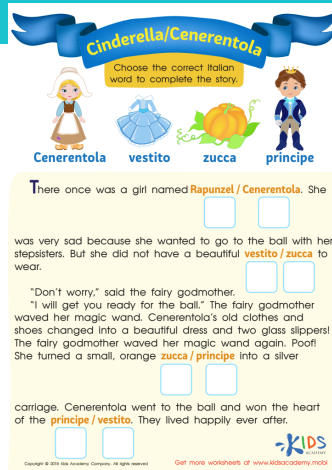 Cinderella/Cenerentola
Choose the correct Italian
word to complete the story.
Cenerentola vestito zucca principe
There once was a girl named Rapunzel / Cenerentola. She
was very sad because she wanted to go to the ball with her
stepsisters. But she did not have a beautiful vestito / zucca to
wear.
"Don't worry," said the fairy godmother.
"I will get you ready for the ball." The fairy godmother
waved her magic wand. Cenerentola's old clothes and
shoes changed into a beautiful dress and two glass slippers!
The fairy godmother waved her magic wand again. Poof!
She turned a small, orange zucca / principe into a silver
carriage. Cenerentola went to the ball and won the heart
of the principe / vestito. They lived happily ever after.
KIDS
ACADEMY
Copyright © 2016 Kids Academy Company. All rights reserved
Get more worksheets at www.kidsacademy.mobi